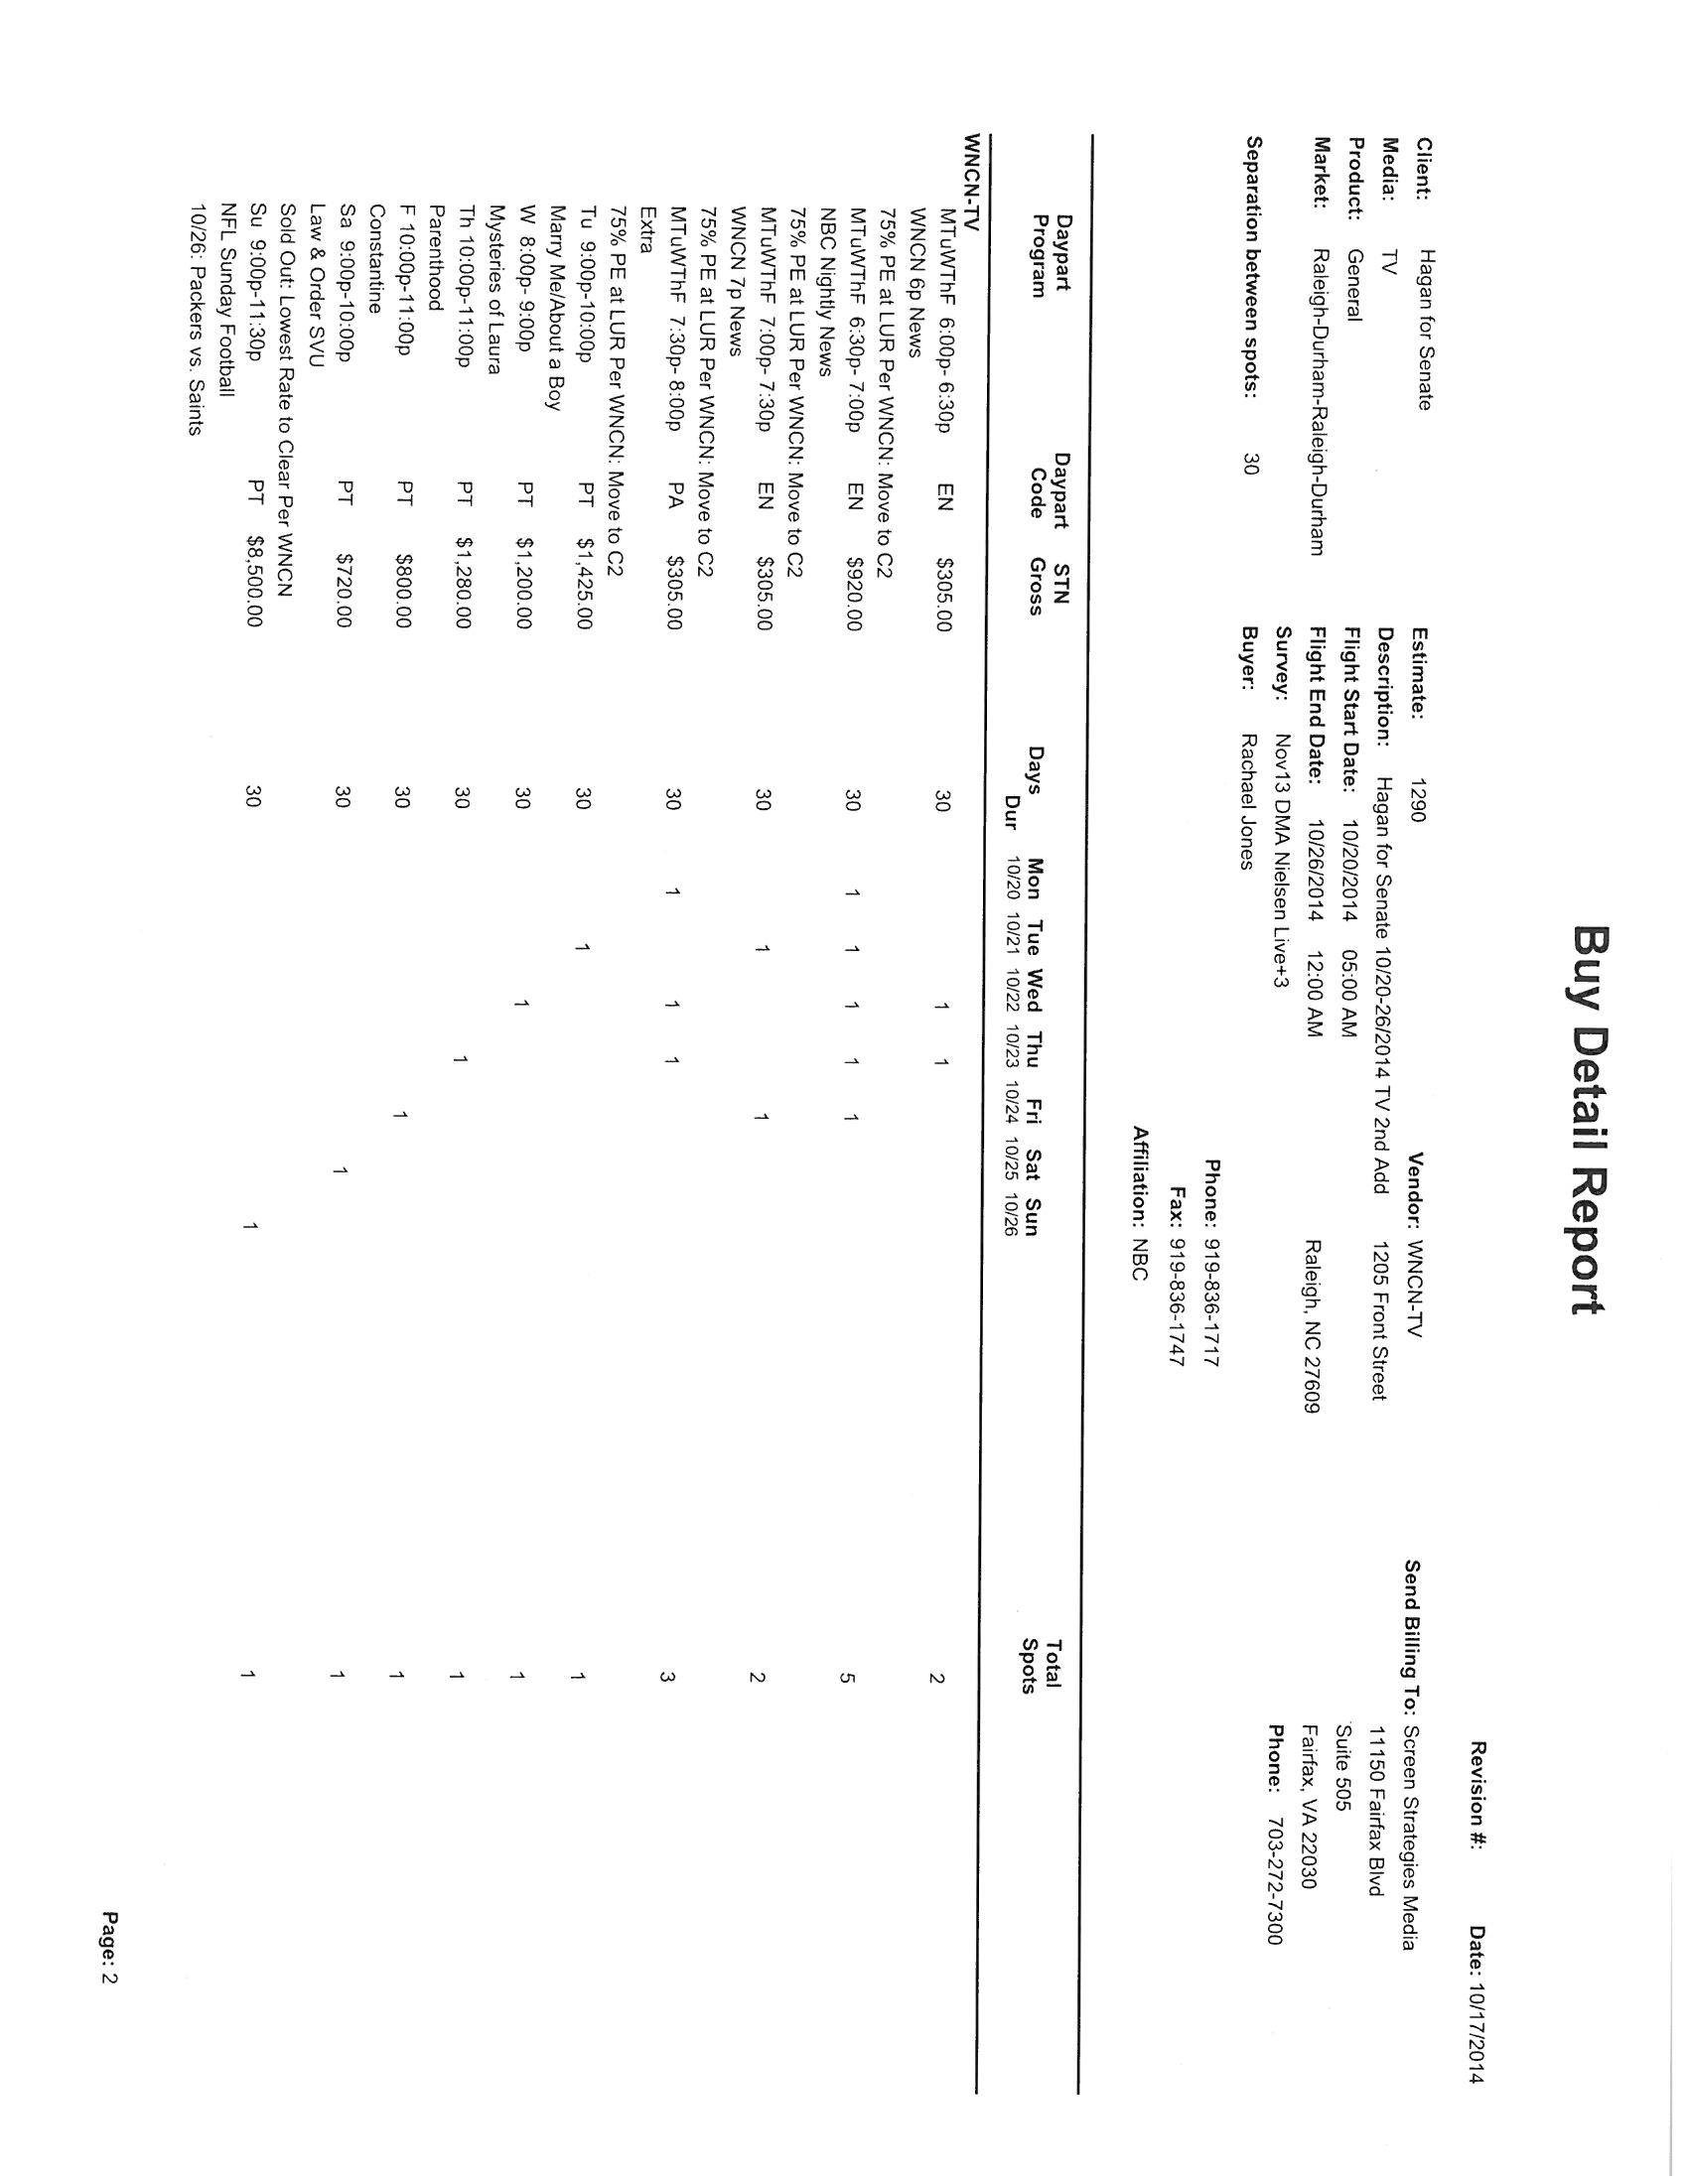 Buy Detail Report
Revision #: Date: 10/17/2014
Client: Hagan for Senate Estimate: 1290 Vendor: WNCN-TV Send Billing To: Screen Strategies Media
Media: TV Description: Hagan for Senate 10/20-26/2014 TV 2nd Add 1205 Front Street 11150 Fairfax Blvd
Product: General Flight Start Date: 10/20/2014 05:00 AM Suite 505
Market: Raleigh-Durham-Raleigh-Durham Flight End Date: 10/26/2014 12:00 AM Raleigh, NC 27609 Fairfax, VA 22030
Survey: Nov13 DMA Nielsen Live+3 Phone: 703-272-7300
Separation between spots: 30 Buyer: Rachael Jones
Phone: 919-836-1717
Fax: 919-836-1747
Affiliation: NBC
Daypart Daypart STN Total
Program Code Gross Days Mon Tue Wed Thu Fri Sat Sun Spots
Dur 10/20 10/21 10/22 10/23 10/24 10/25 10/26
WNCN-TV
MTuWThF 6:00p- 6:30p EN $305.00 30 1 1 2
WNCN 6p News
75% PE at LUR Per WNCN: Move to C2
MTuWThF 6:30p- 7:00p EN $920.00 30 1 1 1 1 1 5
NBC Nightly News
75% PE at LUR Per WNCN: Move to C2
MTuWThF 7:00p- 7:30p EN $305.00 30 1 1 2
WNCN 7p News
75% PE at LUR Per WNCN: Move to C2
MTuWThF 7:30p- 8:00p PA $305.00 30 1 1 1 3
Extra
75% PE at LUR Per WNCN: Move to C2
Tu 9:00p-10:00p PT $1,425.00 30 1 1
Marry Me/About a Boy
W 8:00p- 9:00p PT $1,200.00 30 1 1
Mysteries of Laura
Th 10:00p-11:00p PT $1,280.00 30 1 1
Parenthood
F 10:00p-11:00p PT $800.00 30 1 1
Constantine
Sa 9:00p-10:00p PT $720.00 30 1 1
Law & Order SVU
Sold Out: Lowest Rate to Clear Per WNCN
Su 9:00p-11:30p PT $8,500.00 30 1 1
NFL Sunday Football
10/26: Packers vs. Saints
Page: 2